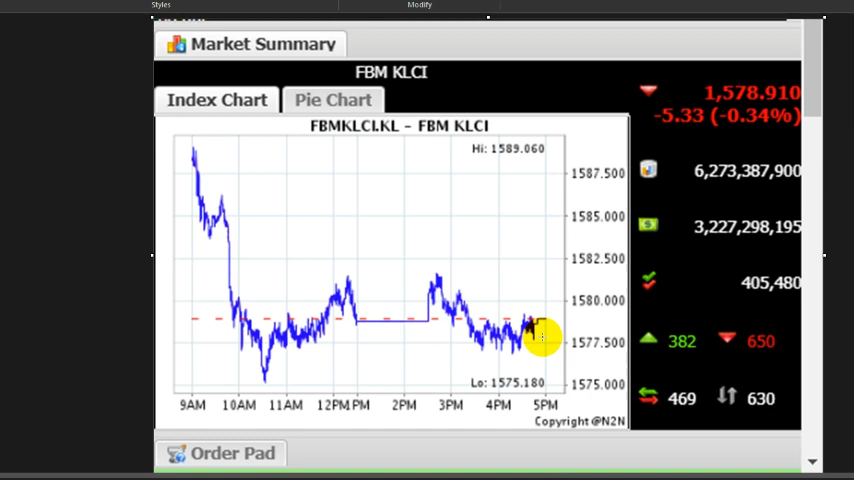 Styles
Modify
Market Summary
FBM KLCI
Index Chart
Pie Chart
1,578.910
-5.33 (-0.34%)
FBMKLCI.KL - FBM KLCI
Hi: 1589.060
1587.500
6,273,387,900
1585.000
3,227,298,195
1582.500
405,480
1580.000
1577.500
382
650
Lo: 1575.180
1575.000
9AM
10AM
11AM
12PM
1PM
2PM
3PM
4PM
5PM
469
630
Copyright @N2N
Order Pad